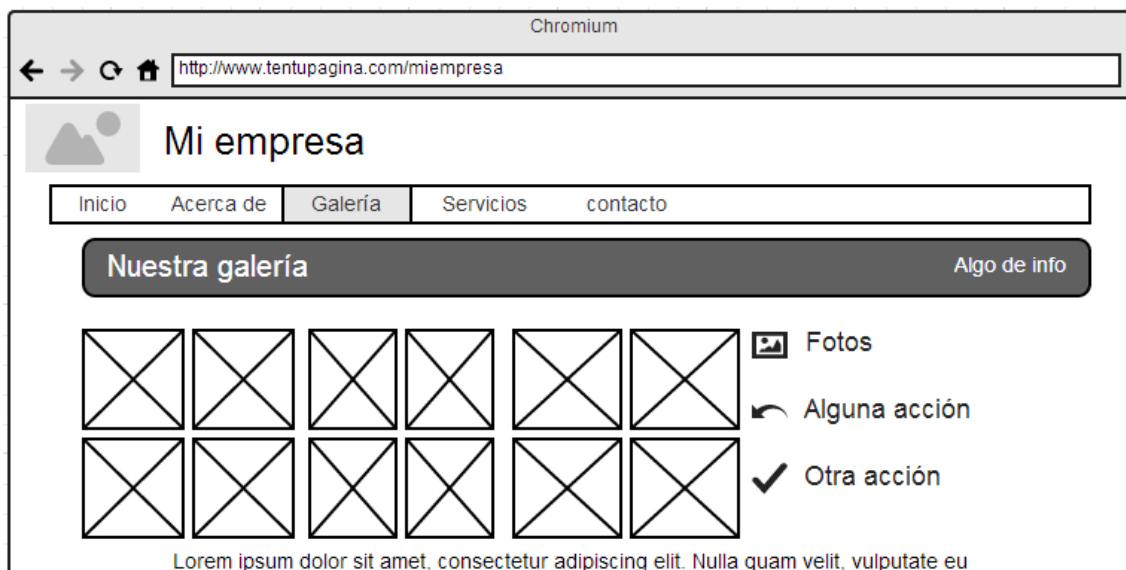 Chromium
http://www.tentupagina.com/miempresa
Mi empresa
Inicio Acerca de Galería Servicios contacto
Nuestra galería Algo de info
Fotos
Alguna acción
Otra acción
Lorem ipsum dolor sit amet, consectetur adipiscing elit. Nulla quam velit, vulputate eu